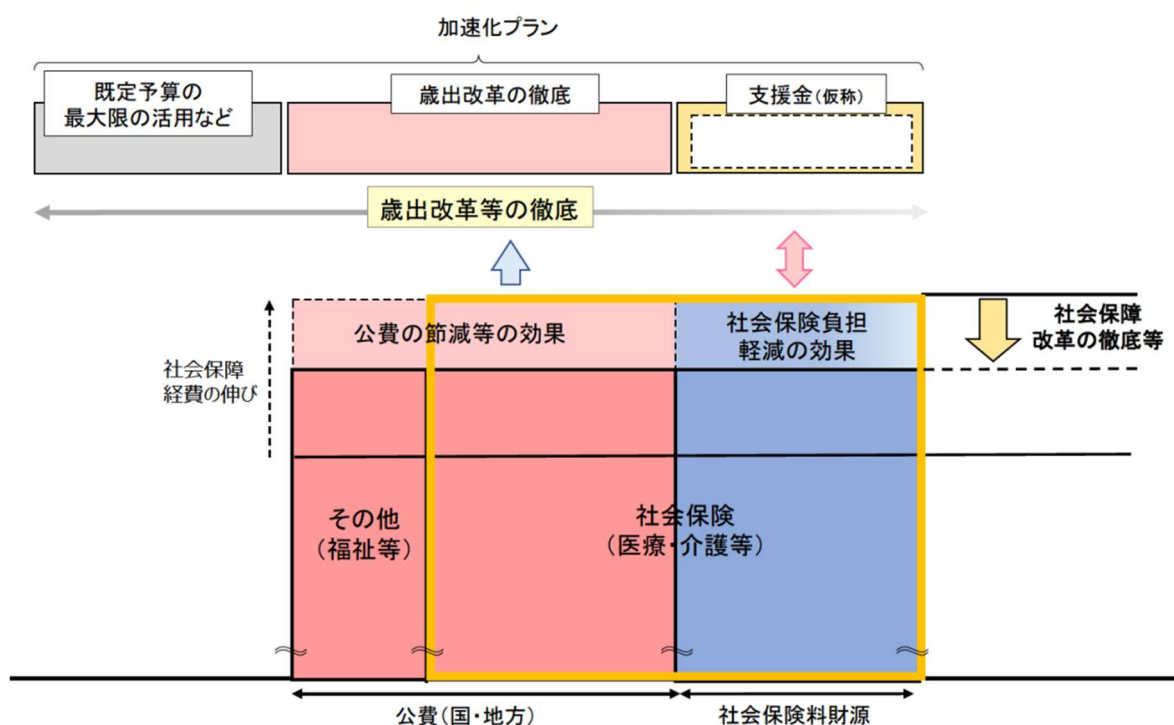 加速化プラン
既定予算の
最大限の活用など
歳出改革の徹底
支援金(仮称)
歳出改革等の徹底
公費の節減等の効果
社会保険負担
軽減の効果
社会保障
改革の徹底等
社会保障
経費の伸び
その他
(福祉等)
社会保険
(医療・介護等)
公費(国・地方)
社会保険料財源